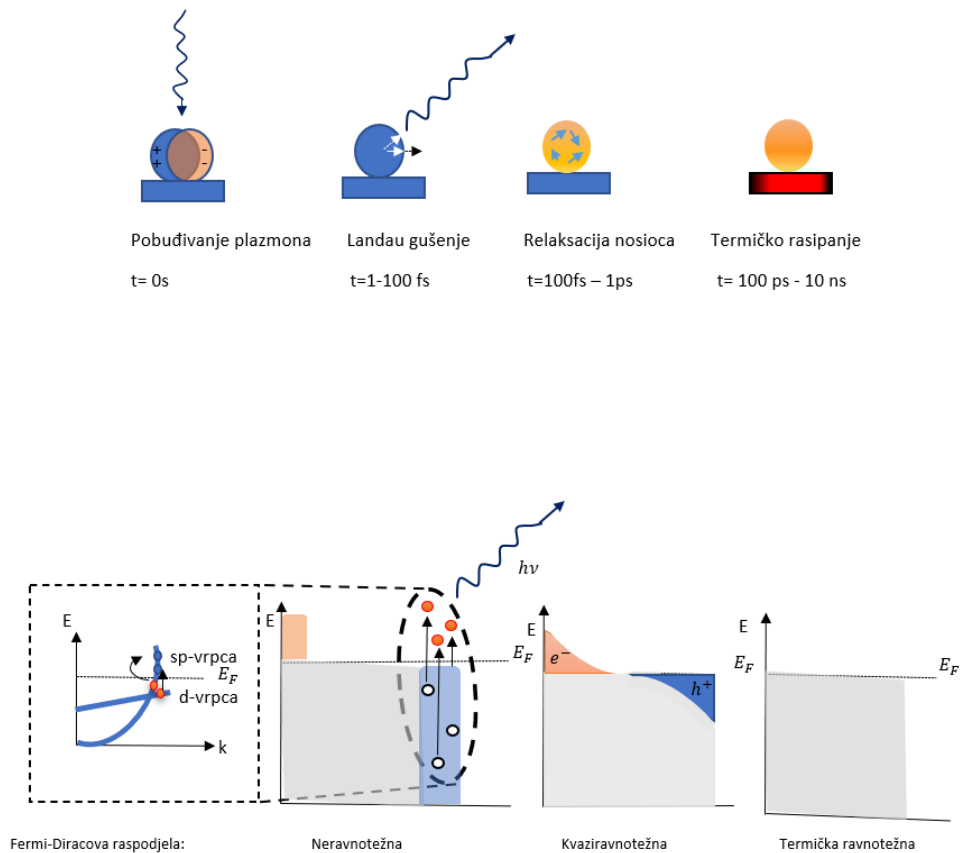 + -
+ -
Pobuđivanje plazmona Landau gušenje Relaksacija nosioca Termičko rasipanje
t= 0s t=1-100 fs t=100fs – 1ps t= 100 ps - 10 ns
hν
E E E E
sp-vrpca
E_F E_F e⁻ E_F E_F
d-vrpca h⁺
k
Fermi-Diracova raspodjela: Neravnotežna Kvaziravnotežna Termička ravnotežna